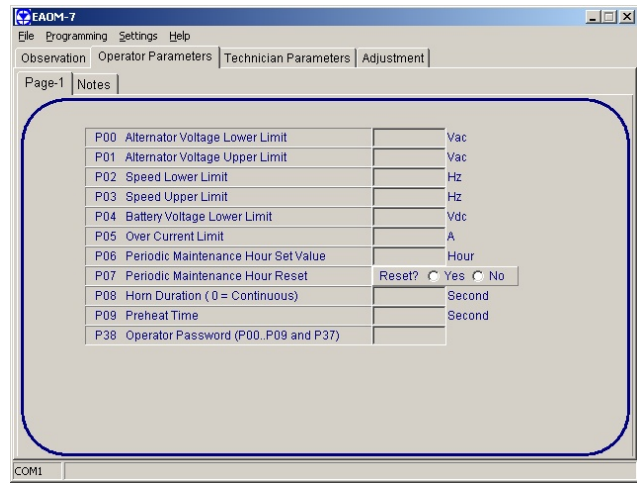 EAOM-7
File Programming Settings Help
Observation Operator Parameters Technician Parameters Adjustment
Page-1 Notes
P00 Alternator Voltage Lower Limit Vac
P01 Alternator Voltage Upper Limit Vac
P02 Speed Lower Limit Hz
P03 Speed Upper Limit Hz
P04 Battery Voltage Lower Limit Vdc
P05 Over Current Limit A
P06 Periodic Maintenance Hour Set Value Hour
P07 Periodic Maintenance Hour Reset Reset? Yes No
P08 Horn Duration ( 0 = Continuous) Second
P09 Preheat Time Second
P38 Operator Password (P00..P09 and P37)
COM1